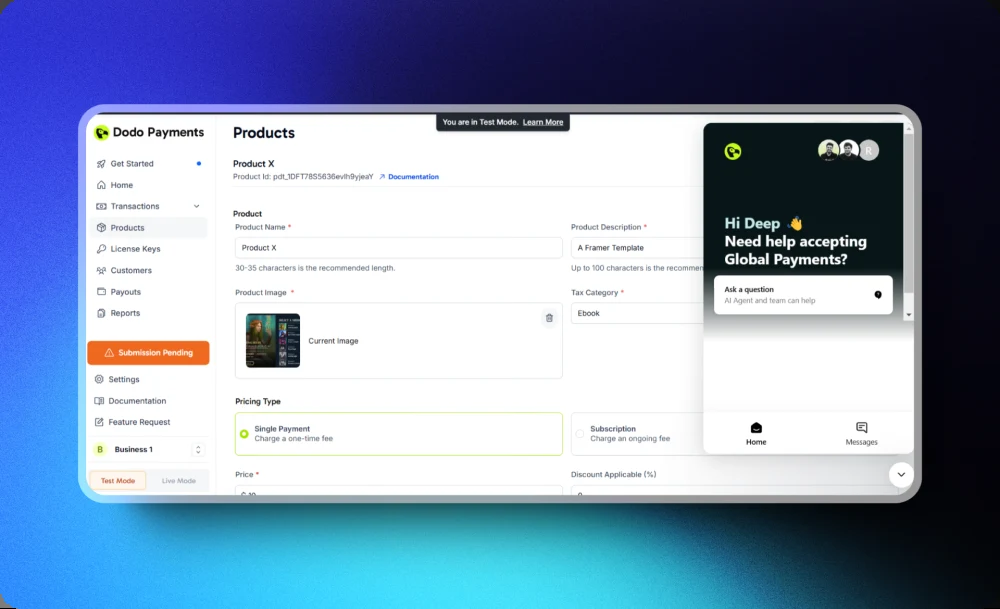 Dodo Payments
Get Started
Home
Transactions
Products
License Keys
Customers
Payouts
Reports
Submission Pending
Settings
Documentation
Feature Request
B Business 1
Test Mode Live Mode
You are in Test Mode. Learn More
Products
Product X
Product Id: pdt_1DFT78S5636evIh9yjeaY Documentation
Product
Product Name *
Product X
30-35 characters is the recommended length.
Product Description *
A Framer Template
Up to 100 characters is the recommen
Product Image *
Current Image
Tax Category *
Ebook
Pricing Type
Single Payment
Charge a one-time fee
Subscription
Charge an ongoing fee
Price *
Discount Applicable (%)
R
Hi Deep 👋
Need help accepting
Global Payments?
Ask a question
AI Agent and team can help
Home
Messages